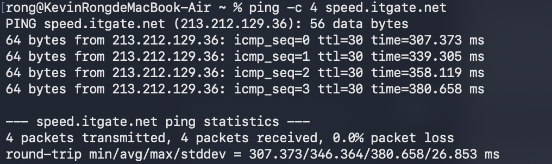 [rong@KevinRongdeMacBook-Air ~ % ping -c 4 speed.itgate.net
PING speed.itgate.net (213.212.129.36): 56 data bytes
64 bytes from 213.212.129.36: icmp_seq=0 ttl=30 time=307.373 ms
64 bytes from 213.212.129.36: icmp_seq=1 ttl=30 time=339.305 ms
64 bytes from 213.212.129.36: icmp_seq=2 ttl=30 time=358.119 ms
64 bytes from 213.212.129.36: icmp_seq=3 ttl=30 time=380.658 ms

--- speed.itgate.net ping statistics ---
4 packets transmitted, 4 packets received, 0.0% packet loss
round-trip min/avg/max/stddev = 307.373/346.364/380.658/26.853 ms